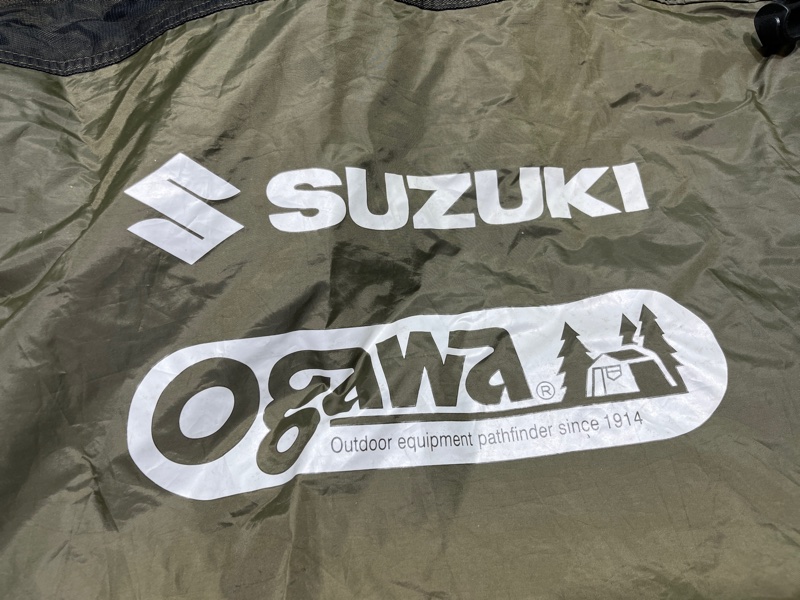 SUZUKI
Ogawa ®
Outdoor equipment pathfinder since 1914